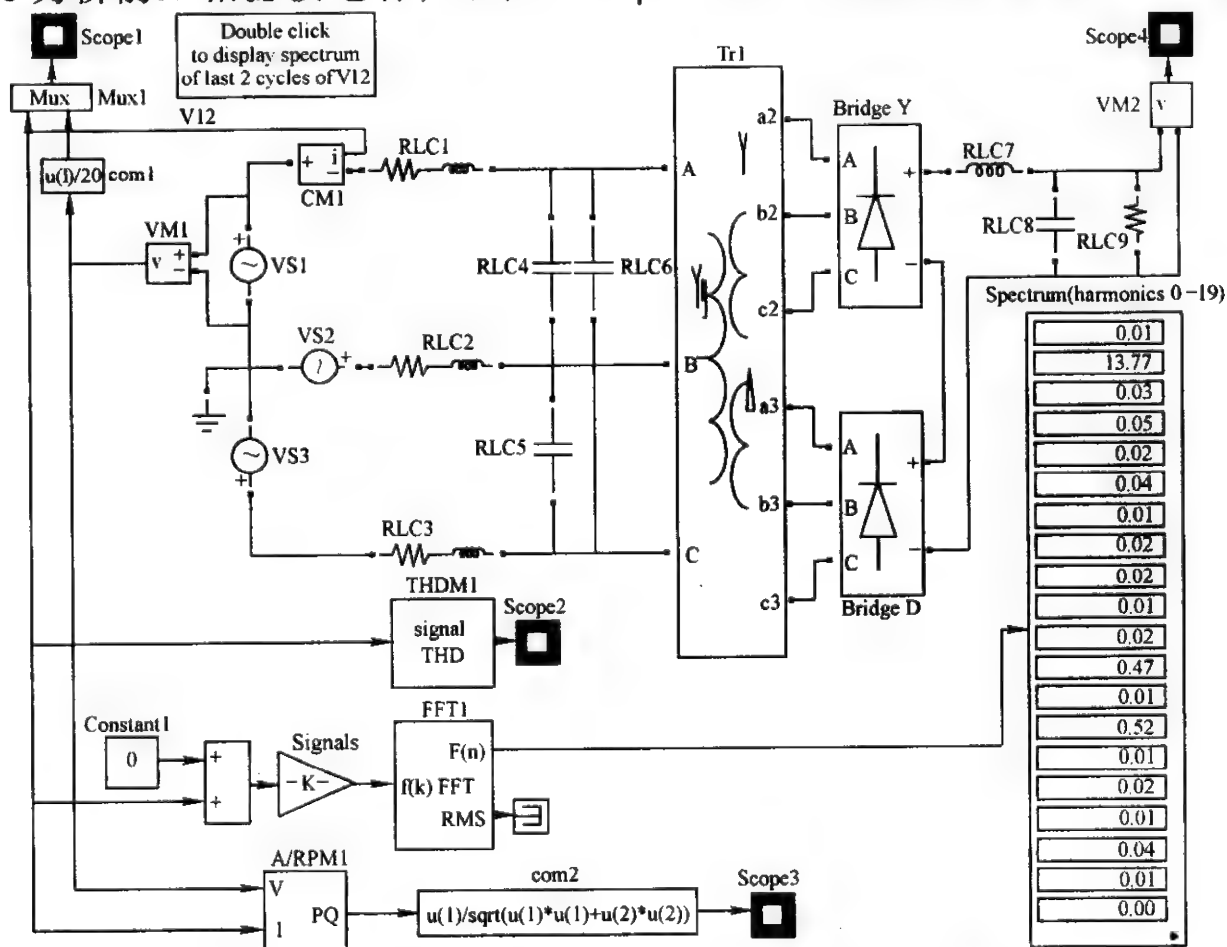 Scope1
Double click
to display spectrum
of last 2 cycles of V12
Scope4
Mux
Mux1
V12
Tr1
VM2
v
u(1)/20
com1
+
i
−
CM1
RLC1
A
a2
Bridge Y
A
+
RLC7
VM1
v
+
−
+
VS1
RLC4
RLC6
b2
B
−
RLC8
RLC9
C
c2
Spectrum(harmonics 0−19)
VS2
+
RLC2
B
VS3
+
RLC5
a3
A
+
b3
B
−
RLC3
C
C
c3
Bridge D
THDM1
signal
THD
Scope2
Constant1
0
+
+
Signals
-K-
FFT1
F(n)
f(k) FFT
RMS
A/RPM1
V
1
PQ
com2
u(1)/sqrt(u(1)*u(1)+u(2)*u(2))
Scope3
0.01
13.77
0.03
0.05
0.02
0.04
0.01
0.02
0.02
0.01
0.02
0.47
0.01
0.52
0.01
0.02
0.01
0.04
0.01
0.00